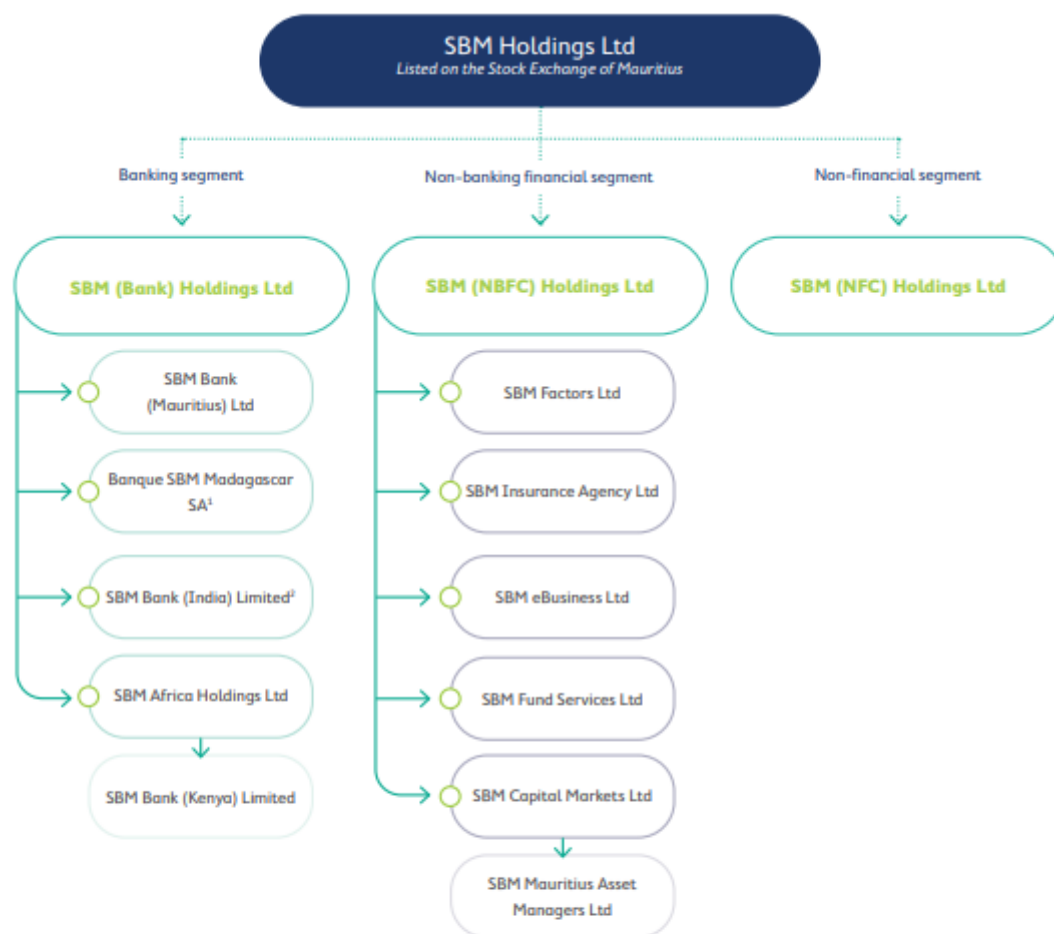 SBM Holdings Ltd
Listed on the Stock Exchange of Mauritius
Banking segment
Non-banking financial segment
Non-financial segment
SBM (Bank) Holdings Ltd
SBM (NBFC) Holdings Ltd
SBM (NFC) Holdings Ltd
SBM Bank
(Mauritius) Ltd
SBM Factors Ltd
Banque SBM Madagascar
SA¹
SBM Insurance Agency Ltd
SBM Bank (India) Limited²
SBM eBusiness Ltd
SBM Africa Holdings Ltd
SBM Fund Services Ltd
SBM Bank (Kenya) Limited
SBM Capital Markets Ltd
SBM Mauritius Asset
Managers Ltd